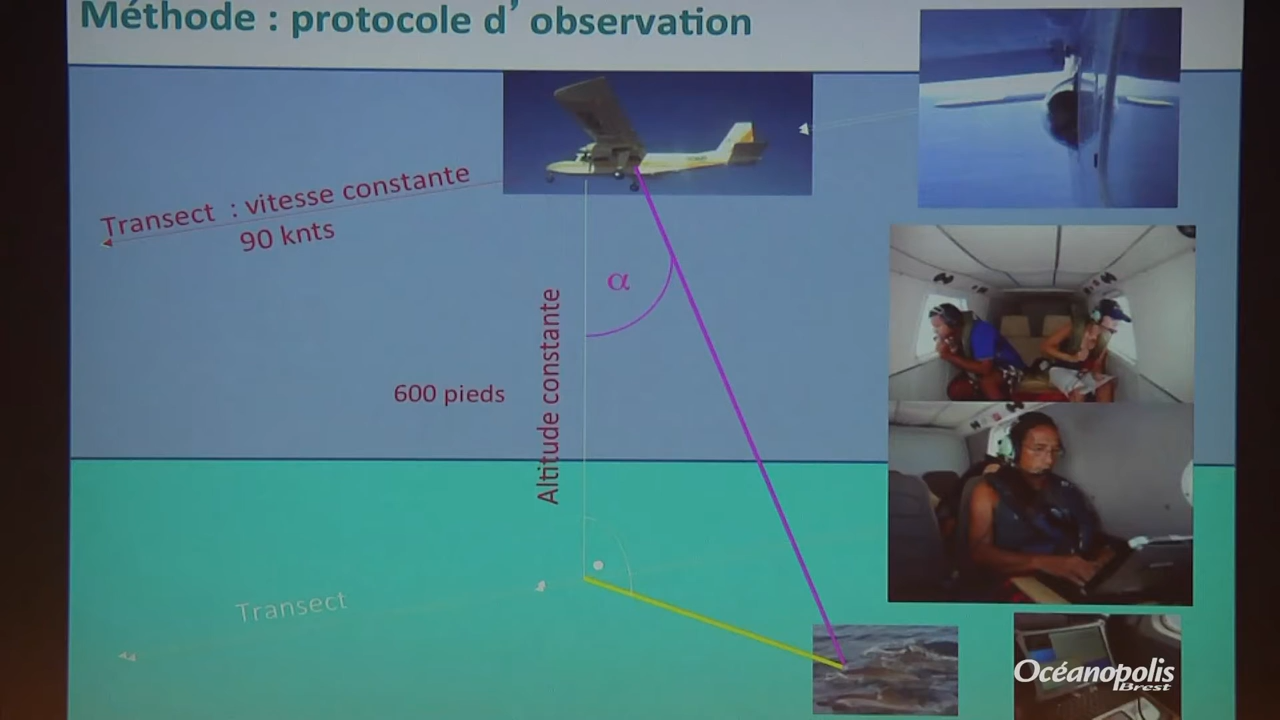 Méthode : protocole d’ observation
Transect : vitesse constante
90 knts
α
Altitude constante
600 pieds
Transect
Océanopolis
Brest